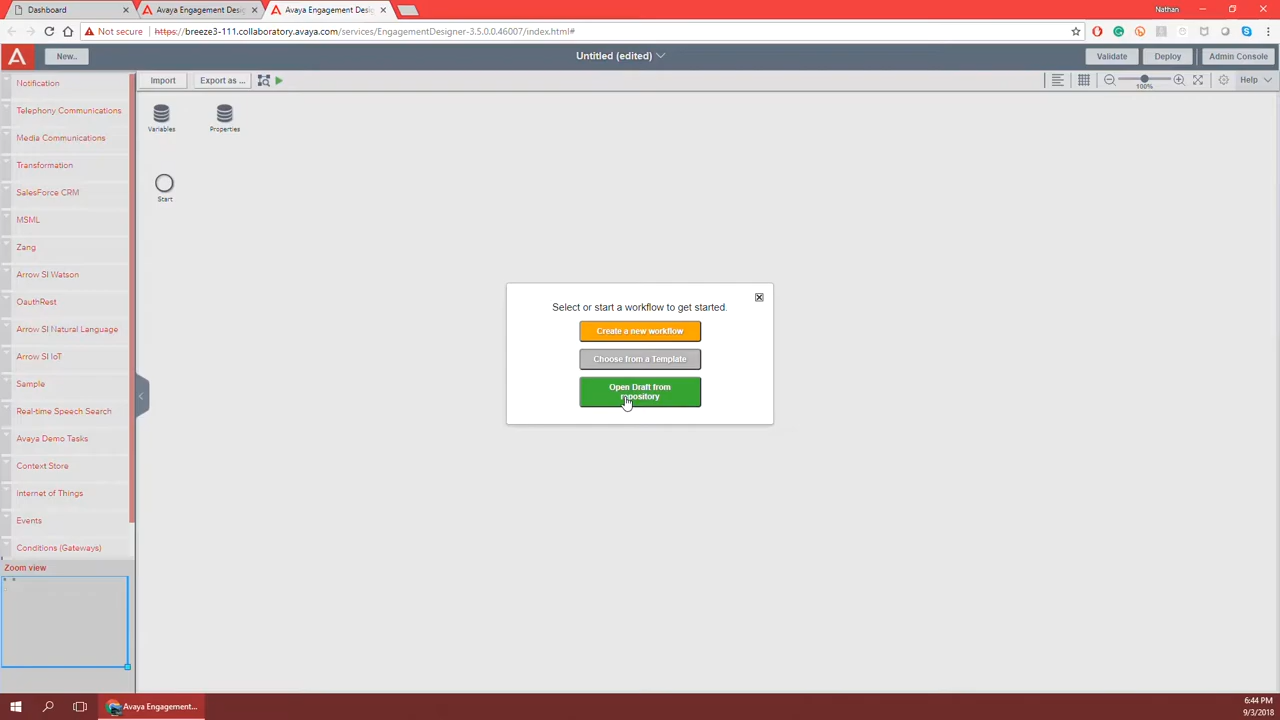 Dashboard
Avaya Engagement Desig
Avaya Engagement Desig
Nathan
Not secure
https://breeze3-111.collaboratory.avaya.com/services/EngagementDesigner-3.5.0.0.46007/index.html#
New..
Untitled (edited)
Validate
Deploy
Admin Console
Import
Export as ...
100%
Help
Notification
Telephony Communications
Media Communications
Transformation
SalesForce CRM
MSML
Zang
Arrow SI Watson
OauthRest
Arrow SI Natural Language
Arrow SI IoT
Sample
Real-time Speech Search
Avaya Demo Tasks
Context Store
Internet of Things
Events
Conditions (Gateways)
Zoom view
Variables
Properties
Start
Select or start a workflow to get started.
Create a new workflow
Choose from a Template
Open Draft from
repository
Avaya Engagement...
6:44 PM
9/3/2018